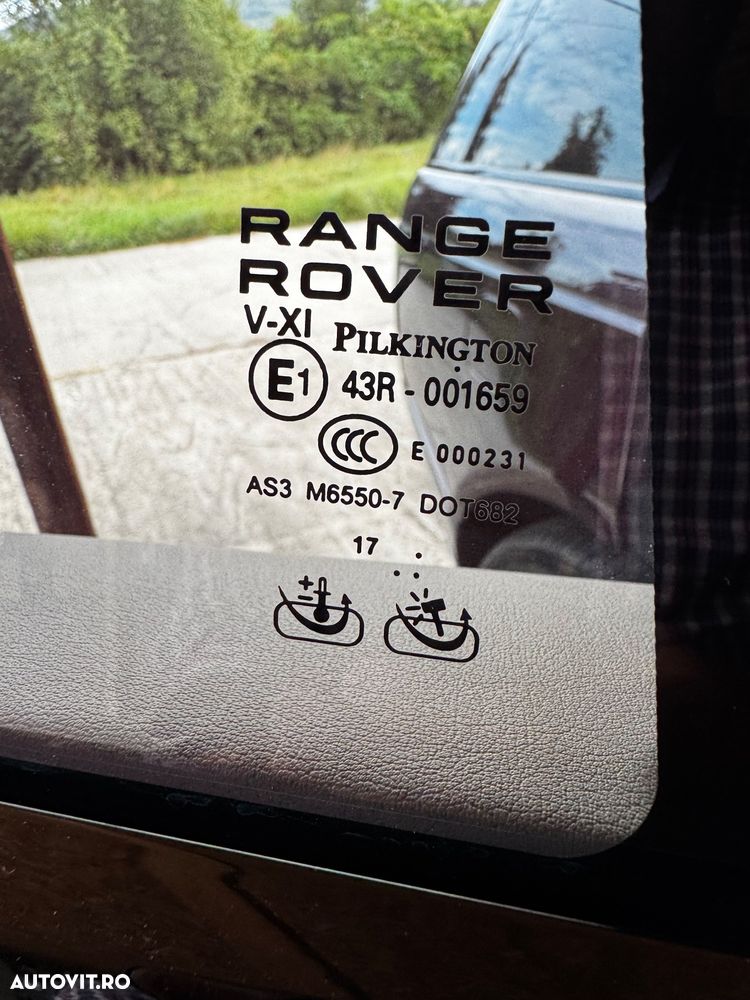 RANGE
ROVER
V-XI PILKINGTON
E1 43R - 001659
CCC E 000231
AS3 M6550-7 DOT682
17
AUTOVIT.RO